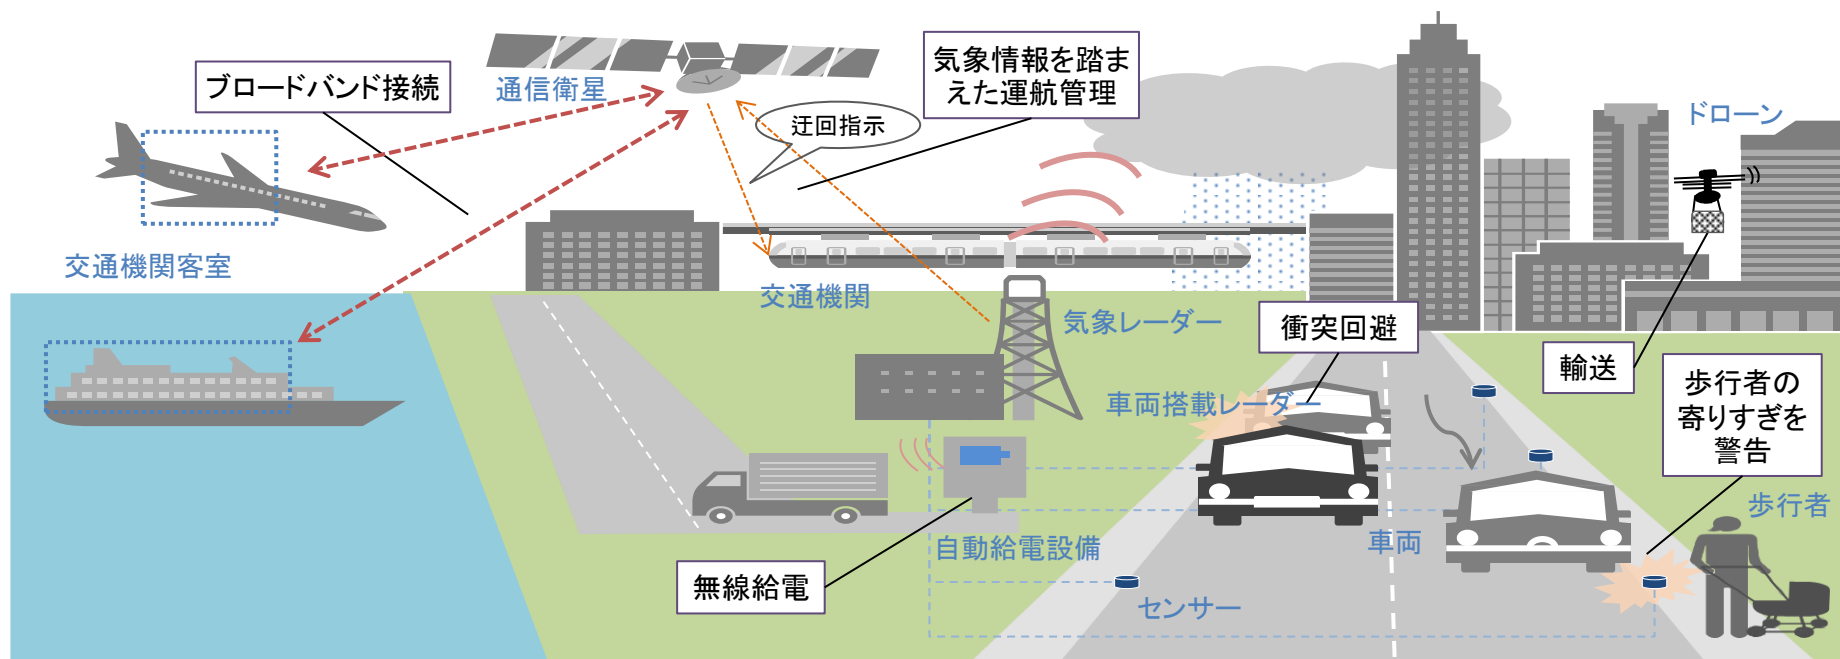 気象情報を踏ま
えた運航管理
ブロードバンド接続
通信衛星
迂回指示
ドローン
交通機関客室
交通機関
気象レーダー
衝突回避
輸送
歩行者の
寄りすぎを
警告
車両搭載レーダー
歩行者
車両
自動給電設備
無線給電
センサー